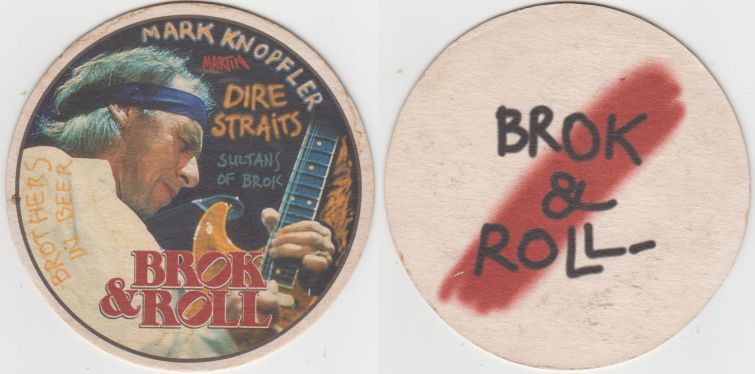 MARK KNOPFLER
MARTIN
DIRE
STRAITS
SULTANS
OF BROK
BROTHERS
IN BEER
BROK
& ROLL
BROK
&
ROLL